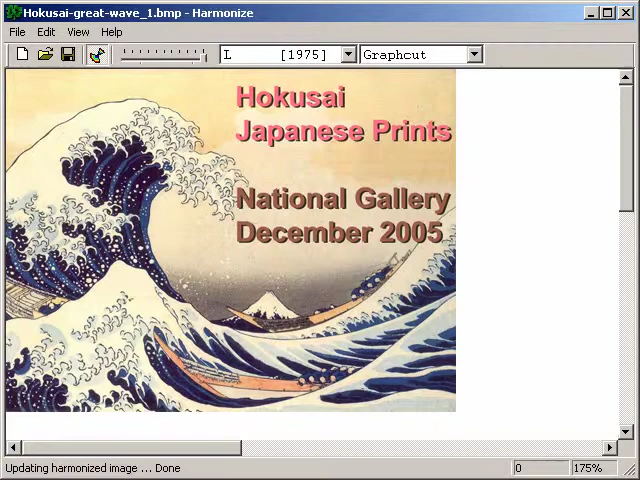 Hokusai-great-wave_1.bmp - Harmonize
File Edit View Help
L [1975] Graphcut
Hokusai
Japanese Prints
National Gallery
December 2005
Updating harmonized image ... Done 0 175%